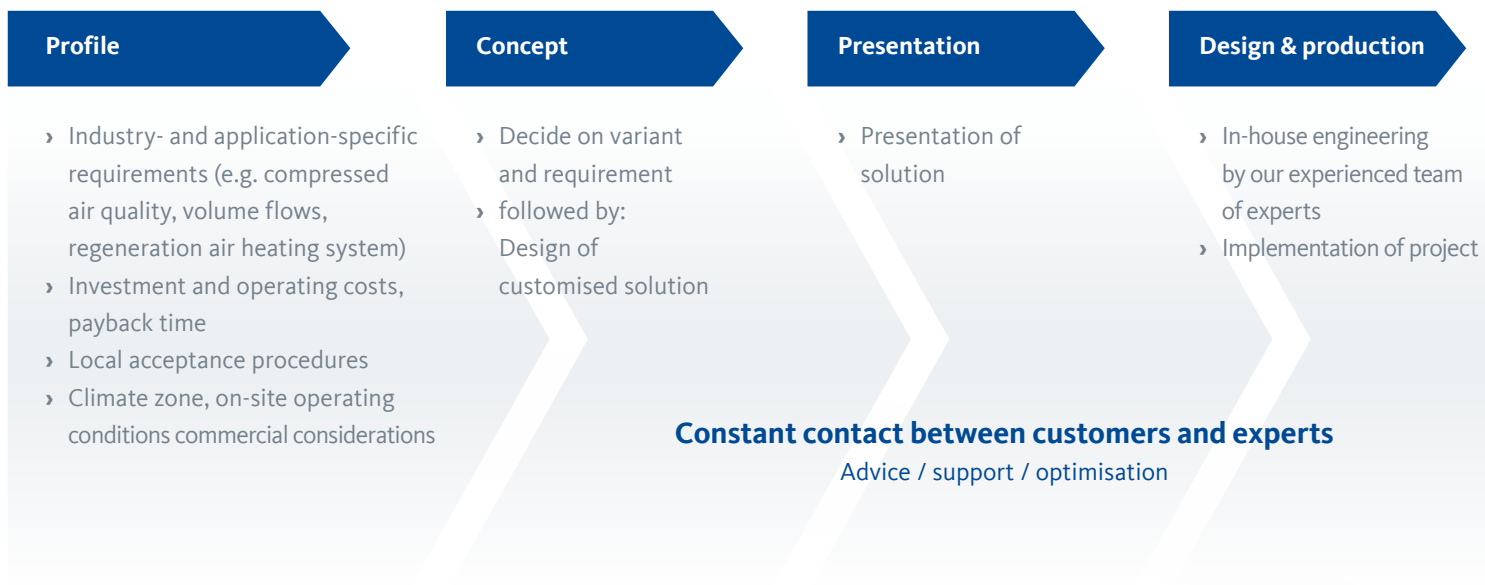 Profile
› Industry- and application-specific
requirements (e.g. compressed
air quality, volume flows,
regeneration air heating system)
› Investment and operating costs,
payback time
› Local acceptance procedures
› Climate zone, on-site operating
conditions commercial considerations
Concept
› Decide on variant
and requirement
› followed by:
Design of
customised solution
Presentation
› Presentation of
solution
Design & production
› In-house engineering
by our experienced team
of experts
› Implementation of project
Constant contact between customers and experts
Advice / support / optimisation